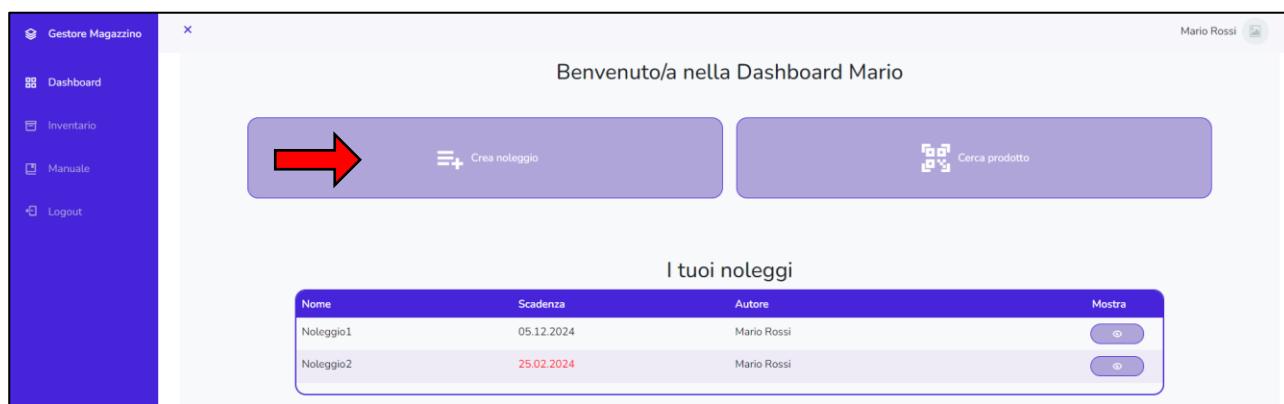 Gestore Magazzino
Mario Rossi
Dashboard
Inventario
Manuale
Logout
Benvenuto/a nella Dashboard Mario
Crea noleggio
Cerca prodotto
I tuoi noleggi
Nome Scadenza Autore Mostra
Noleggio1 05.12.2024 Mario Rossi
Noleggio2 25.02.2024 Mario Rossi